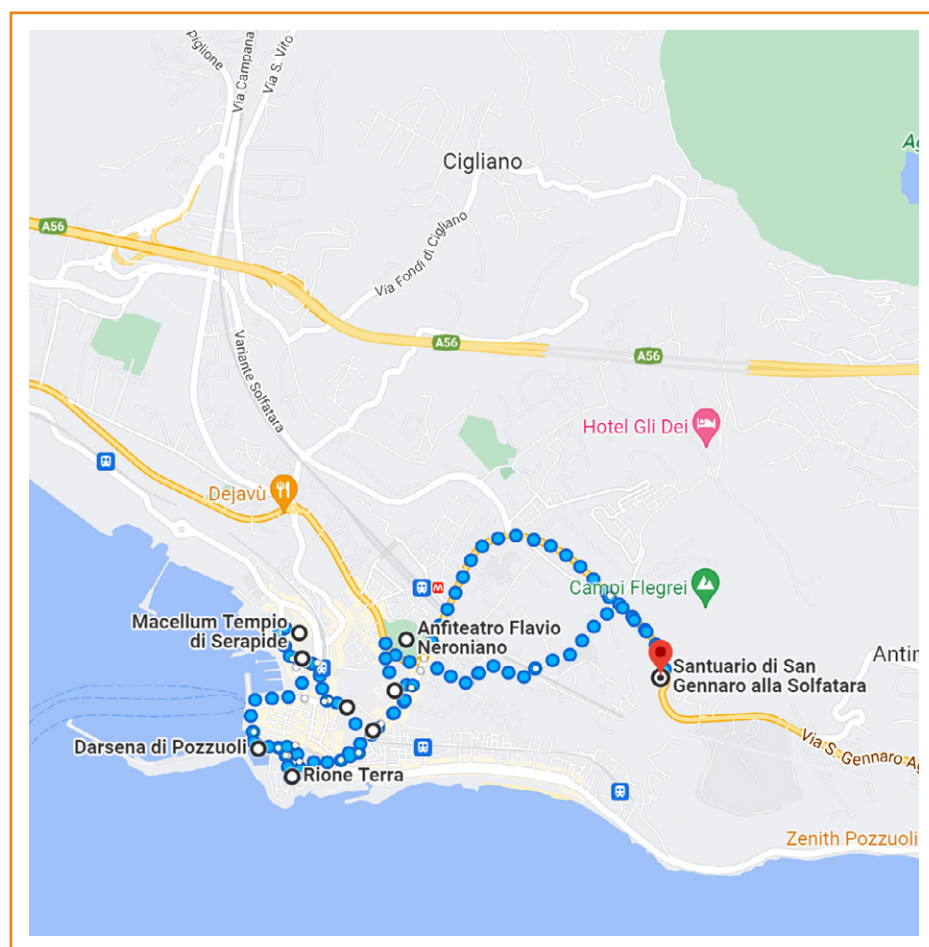 piglione
Via Campana
Via S. Vito
Cigliano
Ag
A56
Via Fondi di Cigliano
A56
A56
Variante Solfatara
Hotel Gli Dei
Dejavù
Campi Flegrei
M
Macellum Tempio
di Serapide
Anfiteatro Flavio
Neroniano
Santuario di San
Gennaro alla Solfatara
Antin
Darsena di Pozzuoli
Rione Terra
Via S. Gennaro Ag
Zenith Pozzuoli